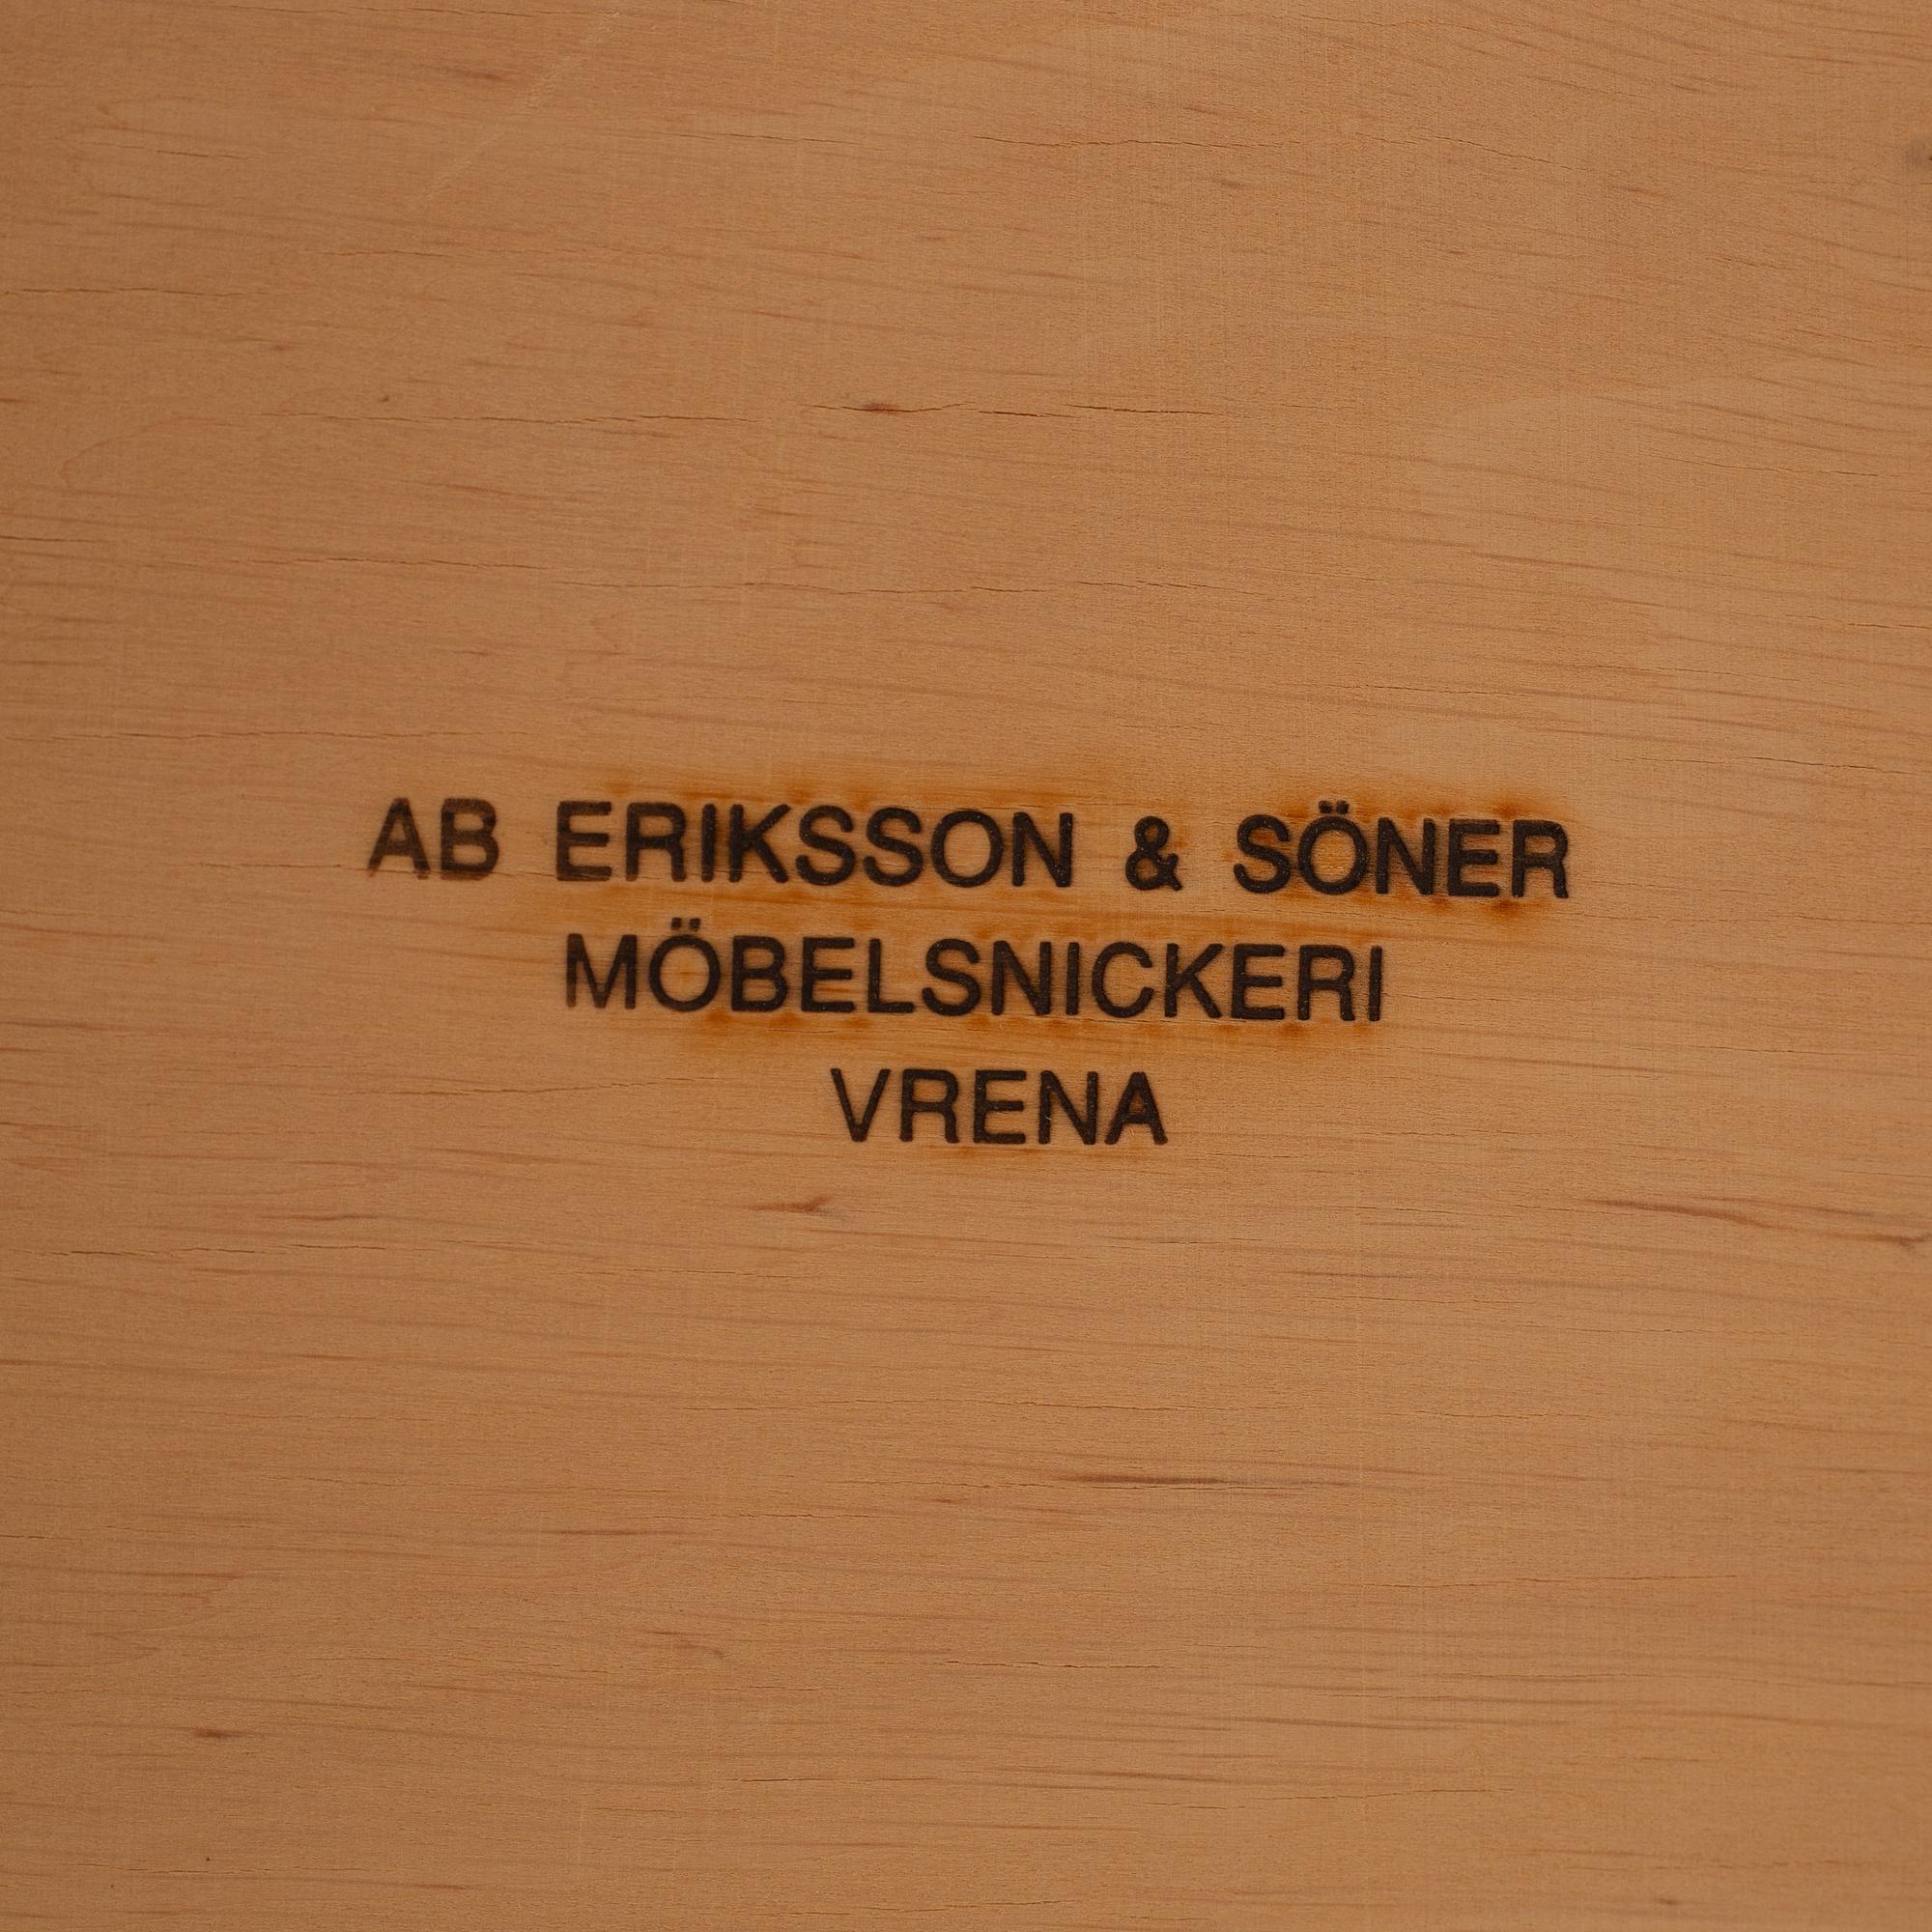 AB ERIKSSON & SÖNER
MÖBELSNICKERI
VRENA